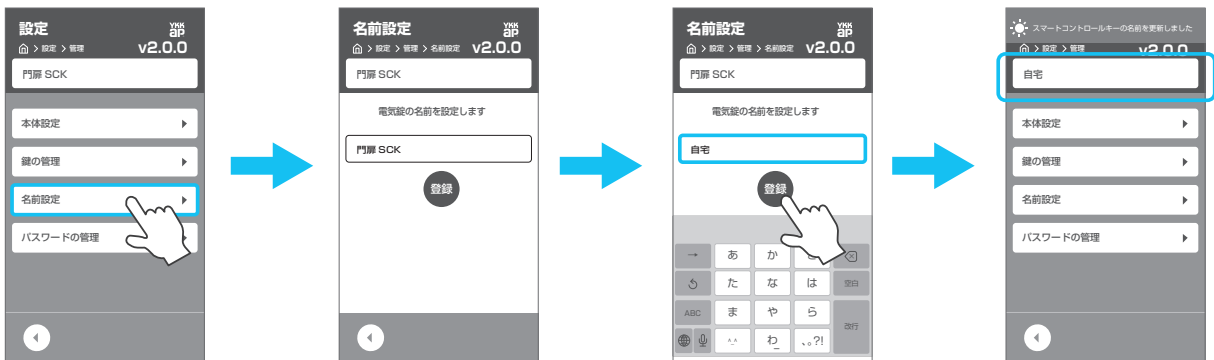 設定
YKK
ap
設定 > 管理
v2.0.0
門扉 SCK
本体設定
鍵の管理
名前設定
パスワードの管理
名前設定
YKK
ap
設定 > 管理 > 名前設定
v2.0.0
門扉 SCK
電気錠の名前を設定します
門扉 SCK
登録
名前設定
YKK
ap
設定 > 管理 > 名前設定
v2.0.0
門扉 SCK
電気錠の名前を設定します
自宅
登録
→ あ か
た な は 空白
ABC ま や ら 改行
^_^ わ 、。?!
スマートコントロールキーの名前を更新しました
設定 > 管理
v2.0.0
自宅
本体設定
鍵の管理
名前設定
パスワードの管理